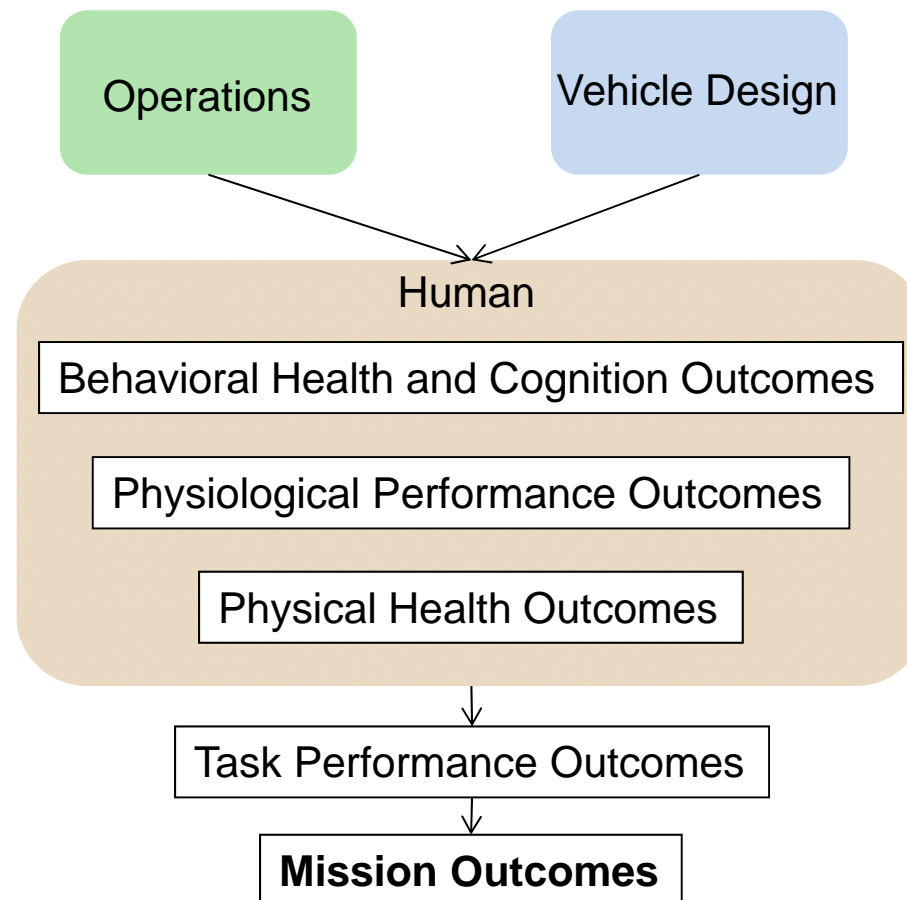 Operations
Vehicle Design
Human
Behavioral Health and Cognition Outcomes
Physiological Performance Outcomes
Physical Health Outcomes
Task Performance Outcomes
Mission Outcomes